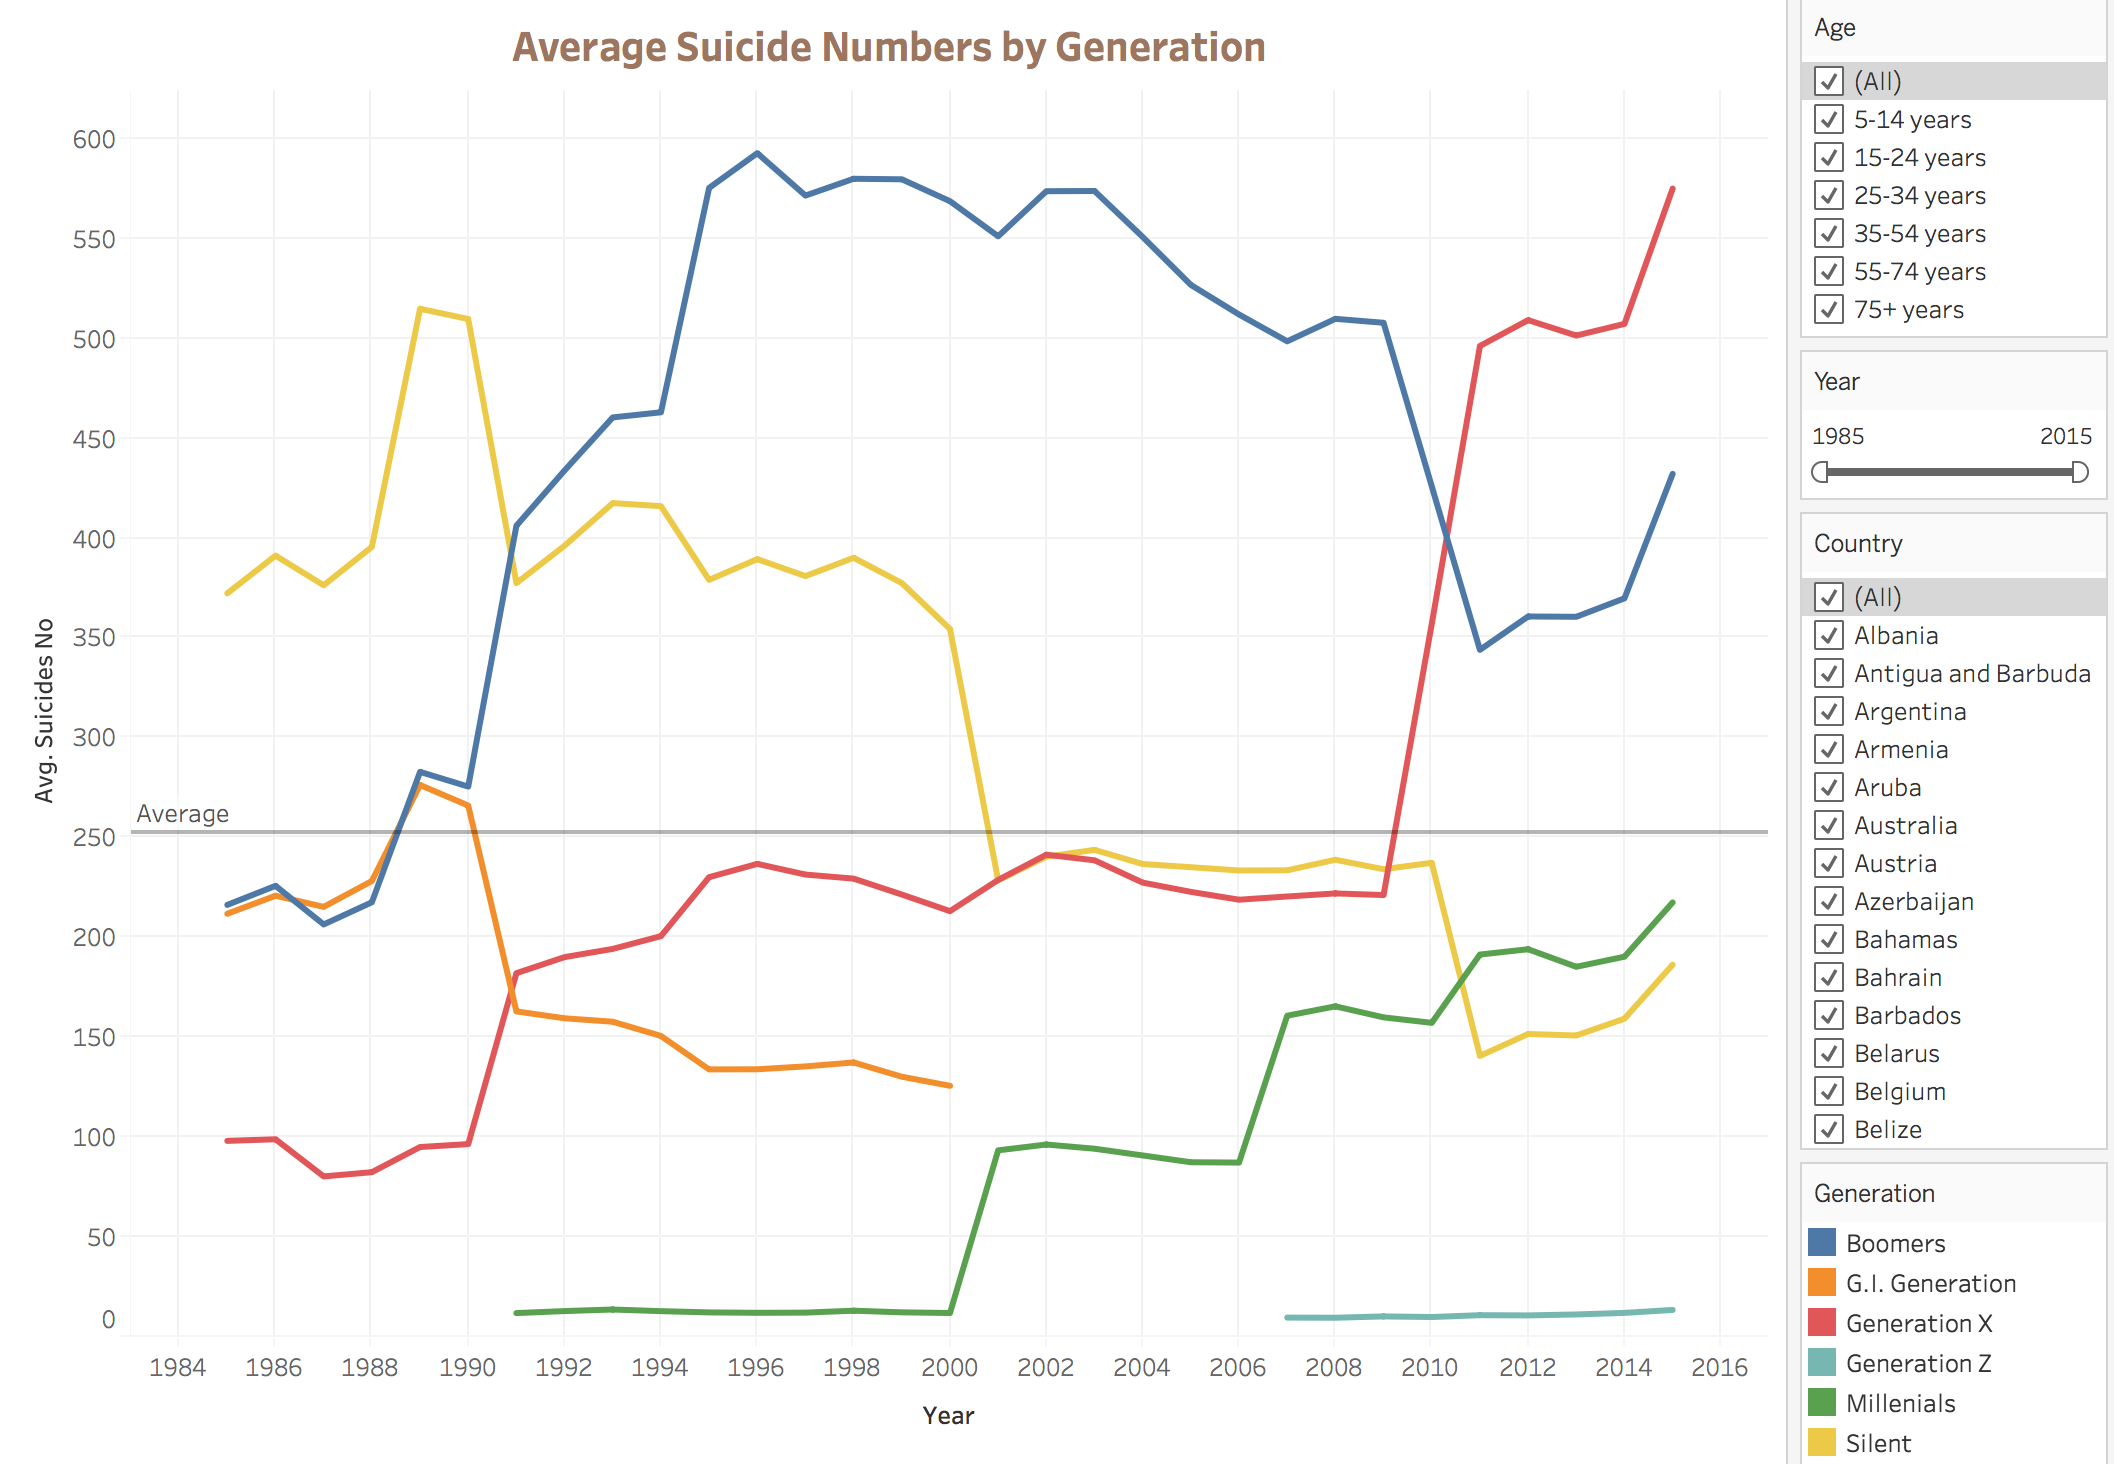 Average Suicide Numbers by Generation
600
550
500
450
400
350
300
250
200
150
100
50
0
Avg. Suicides No
Average
1984 1986 1988 1990 1992 1994 1996 1998 2000 2002 2004 2006 2008 2010 2012 2014 2016
Year
Age
(All)
5-14 years
15-24 years
25-34 years
35-54 years
55-74 years
75+ years
Year
1985 2015
Country
(All)
Albania
Antigua and Barbuda
Argentina
Armenia
Aruba
Australia
Austria
Azerbaijan
Bahamas
Bahrain
Barbados
Belarus
Belgium
Belize
Generation
Boomers
G.I. Generation
Generation X
Generation Z
Millenials
Silent